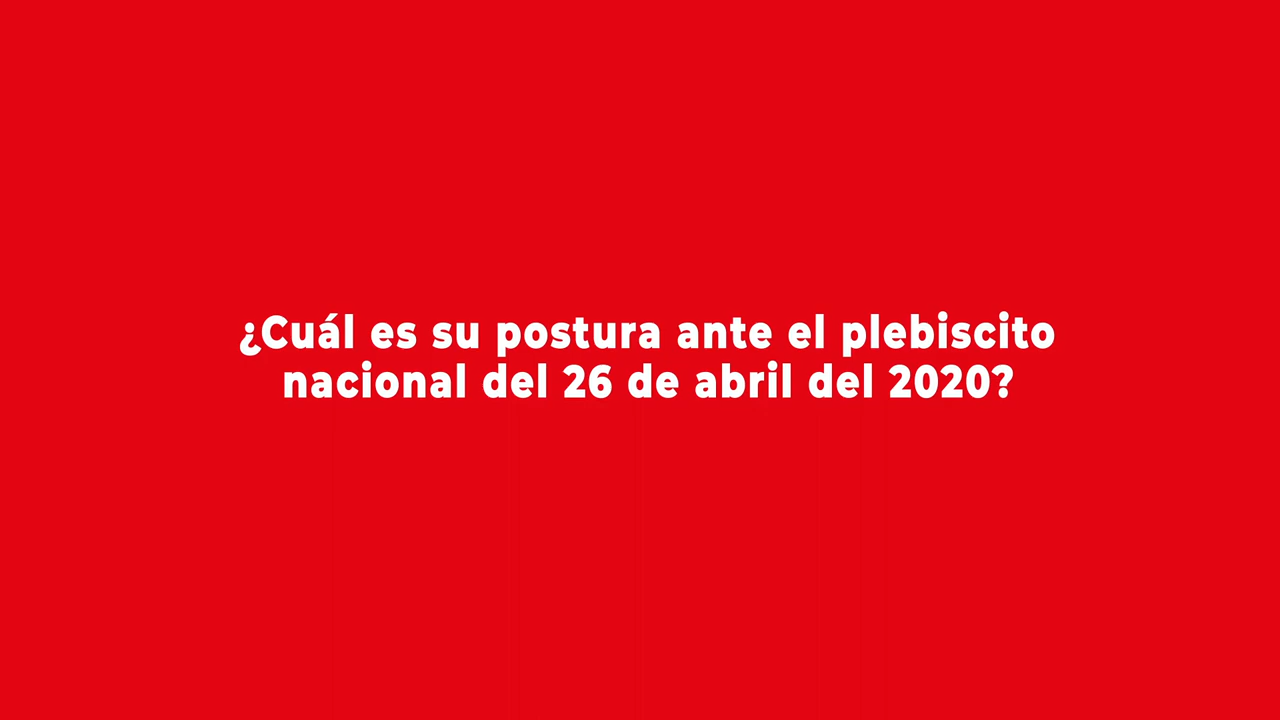 ¿Cuál es su postura ante el plebiscito
nacional del 26 de abril del 2020?